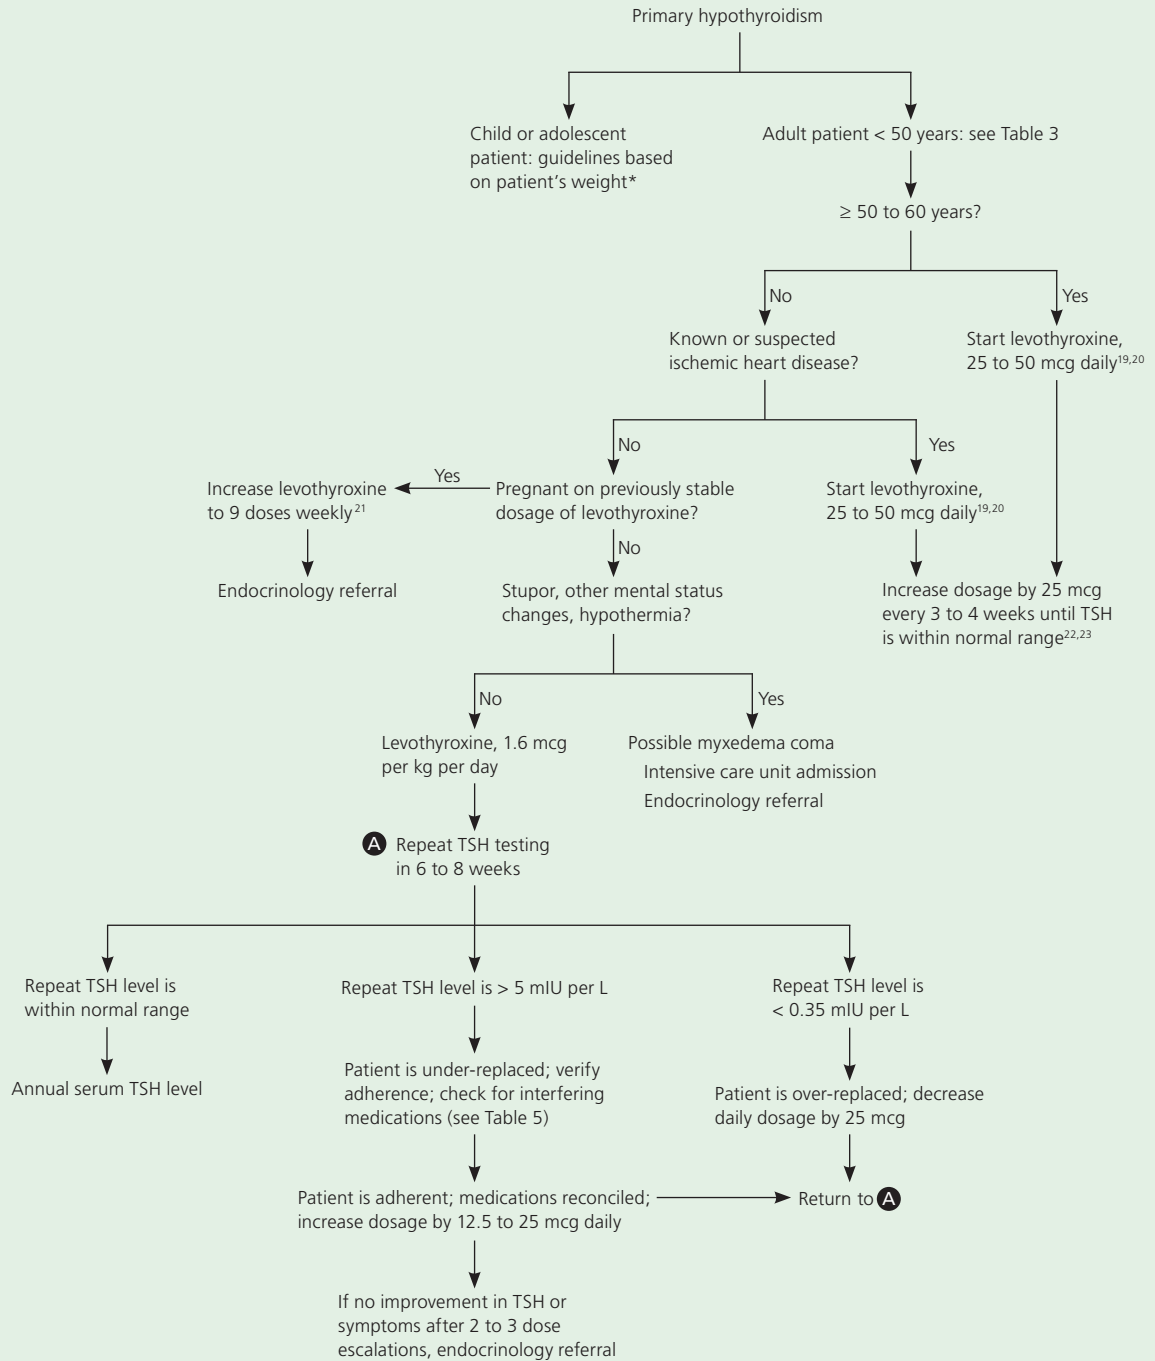 Primary hypothyroidism
Child or adolescent
patient: guidelines based
on patient’s weight*
Adult patient < 50 years: see Table 3
≥ 50 to 60 years?
No
Yes
Known or suspected
ischemic heart disease?
Start levothyroxine,
25 to 50 mcg daily19,20
No
Yes
Yes
Increase levothyroxine
to 9 doses weekly21
Pregnant on previously stable
dosage of levothyroxine?
Start levothyroxine,
25 to 50 mcg daily19,20
No
Endocrinology referral
Stupor, other mental status
changes, hypothermia?
Increase dosage by 25 mcg
every 3 to 4 weeks until TSH
is within normal range22,23
No
Yes
Levothyroxine, 1.6 mcg
per kg per day
Possible myxedema coma
Intensive care unit admission
Endocrinology referral
A Repeat TSH testing
in 6 to 8 weeks
Repeat TSH level is
within normal range
Repeat TSH level is > 5 mIU per L
Repeat TSH level is
< 0.35 mIU per L
Annual serum TSH level
Patient is under-replaced; verify
adherence; check for interfering
medications (see Table 5)
Patient is over-replaced; decrease
daily dosage by 25 mcg
Patient is adherent; medications reconciled;
increase dosage by 12.5 to 25 mcg daily
Return to A
If no improvement in TSH or
symptoms after 2 to 3 dose
escalations, endocrinology referral